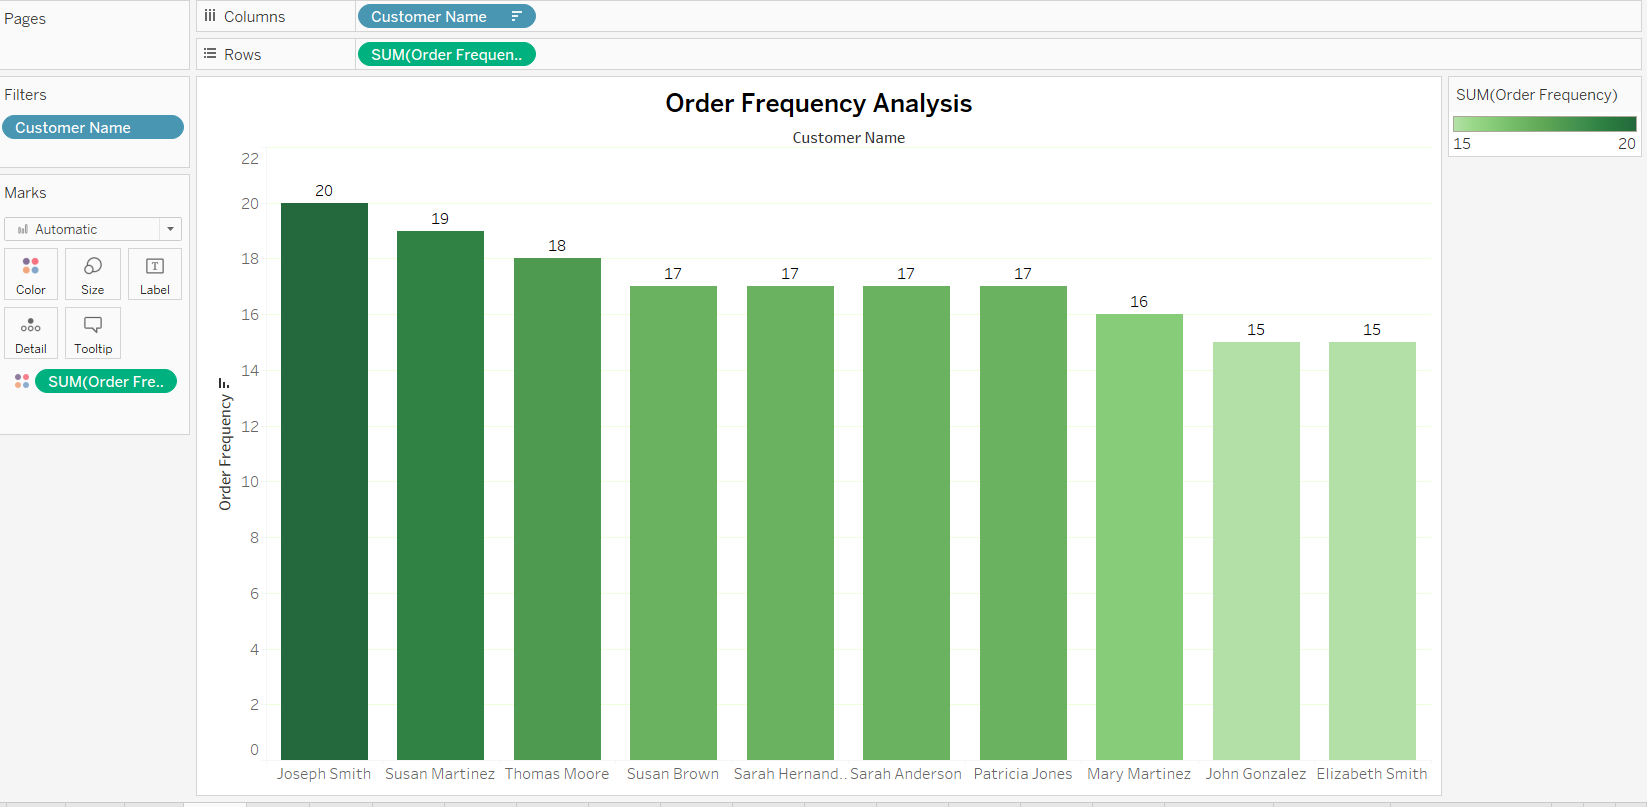 Pages
Columns
Customer Name
Rows
SUM(Order Frequen..
Filters
Customer Name
Marks
Automatic
Color
Size
Label
Detail
Tooltip
SUM(Order Fre..
Order Frequency Analysis
Customer Name
Order Frequency
22
20
18
16
14
12
10
8
6
4
2
0
20
19
18
17
17
17
17
16
15
15
Joseph Smith
Susan Martinez
Thomas Moore
Susan Brown
Sarah Hernand..
Sarah Anderson
Patricia Jones
Mary Martinez
John Gonzalez
Elizabeth Smith
SUM(Order Frequency)
15
20